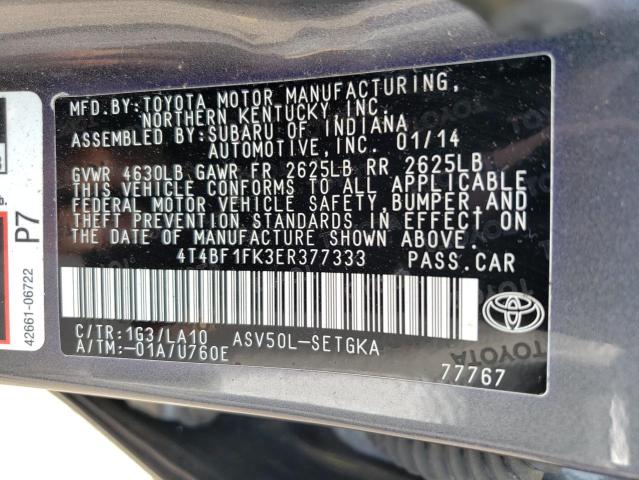 MFD.BY:TOYOTA MOTOR MANUFACTURING,
NORTHERN KENTUCKY INC.
ASSEMBLED BY:SUBARU OF INDIANA
AUTOMOTIVE,INC. 01/14
GVWR 4630LB GAWR FR 2625LB RR 2625LB
THIS VEHICLE CONFORMS TO ALL APPLICABLE
FEDERAL MOTOR VEHICLE SAFETY,BUMPER,AND
THEFT PREVENTION STANDARDS IN EFFECT ON
THE DATE OF MANUFACTURE SHOWN ABOVE.
4T4BF1FK3ER377333 PASS.CAR
C/TR:1G3/LA10 ASV50L-SETGKA
A/TM:-01A/U760E
77767
TOYOTA
P7
42661-06722